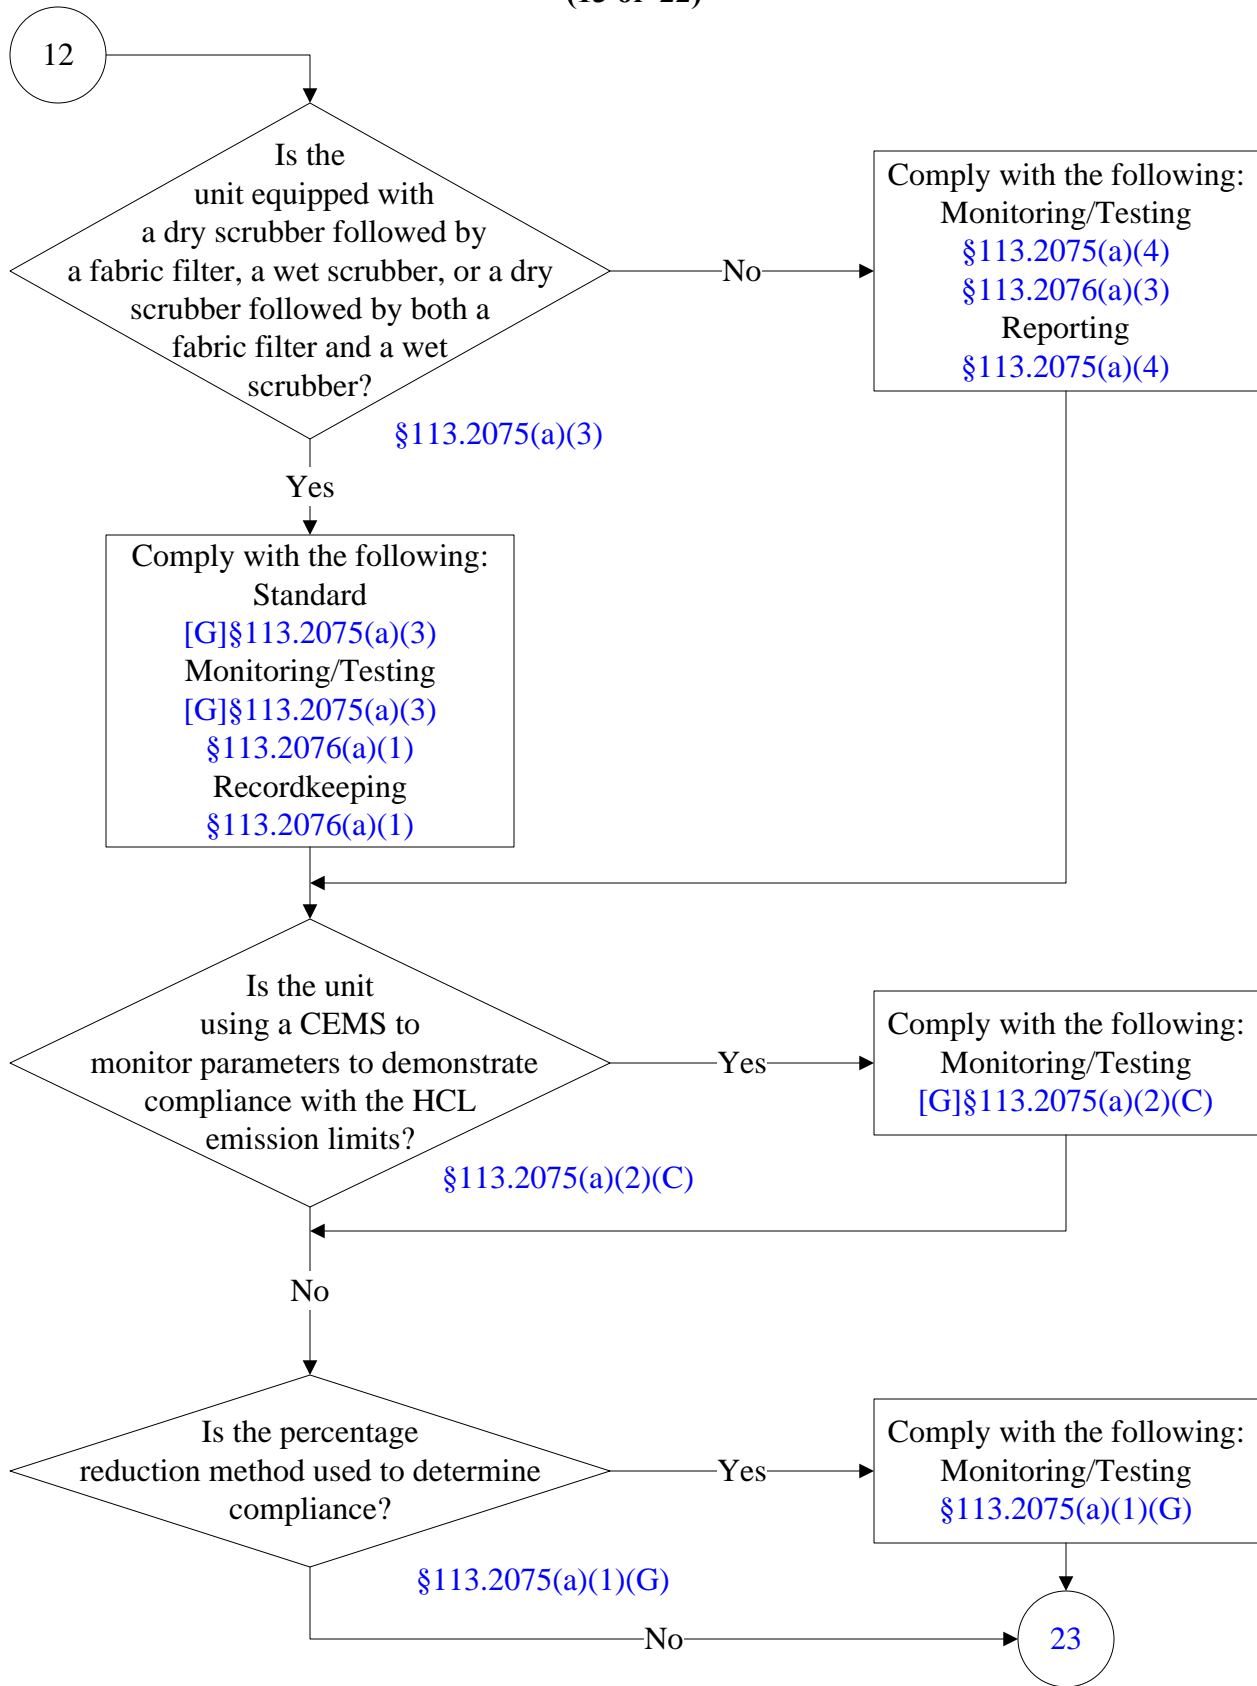 (13 of 22)
12
Is the
unit equipped with
a dry scrubber followed by
a fabric filter, a wet scrubber, or a dry
scrubber followed by both a
fabric filter and a wet
scrubber?
§113.2075(a)(3)
No
Comply with the following:
Monitoring/Testing
§113.2075(a)(4)
§113.2076(a)(3)
Reporting
§113.2075(a)(4)
Yes
Comply with the following:
Standard
[G]§113.2075(a)(3)
Monitoring/Testing
[G]§113.2075(a)(3)
§113.2076(a)(1)
Recordkeeping
§113.2076(a)(1)
Is the unit
using a CEMS to
monitor parameters to demonstrate
compliance with the HCL
emission limits?
§113.2075(a)(2)(C)
Yes
Comply with the following:
Monitoring/Testing
[G]§113.2075(a)(2)(C)
No
Is the percentage
reduction method used to determine
compliance?
§113.2075(a)(1)(G)
Yes
Comply with the following:
Monitoring/Testing
§113.2075(a)(1)(G)
No
23